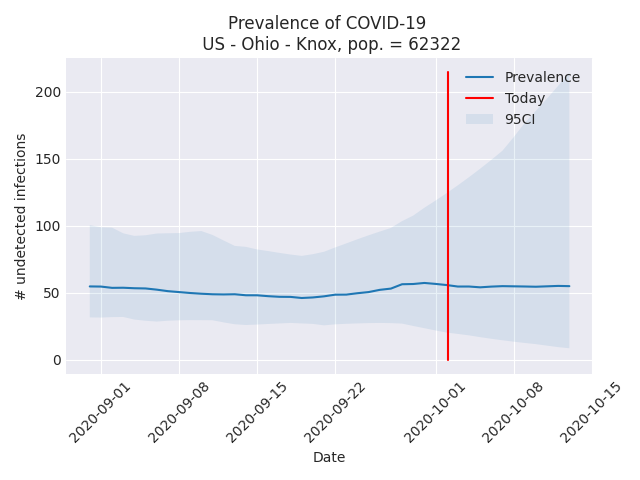 Prevalence of COVID-19
US - Ohio - Knox, pop. = 62322
Prevalence
Today
95CI
# undetected infections
200
150
100
50
0
2020-09-01
2020-09-08
2020-09-15
2020-09-22
2020-10-01
2020-10-08
2020-10-15
Date